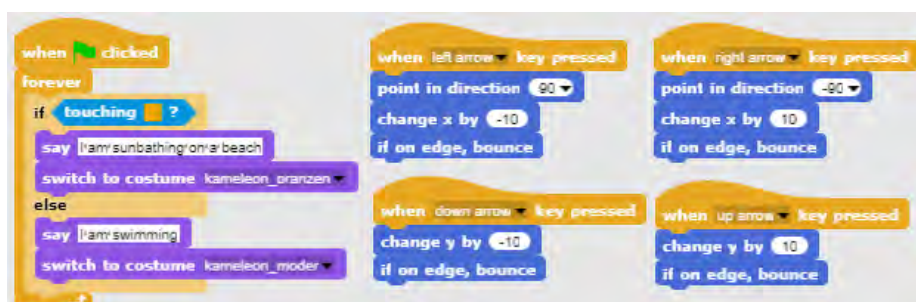 when clicked
forever
if touching ?
say I'am'sunbathing'on'a'beach
switch to costume kameleon_oranzen
else
say I'am'swimming
switch to costume kameleon_moder
when left arrow key pressed
point in direction 90
change x by -10
if on edge, bounce
when right arrow key pressed
point in direction -90
change x by 10
if on edge, bounce
when down arrow key pressed
change y by -10
if on edge, bounce
when up arrow key pressed
change y by 10
if on edge, bounce